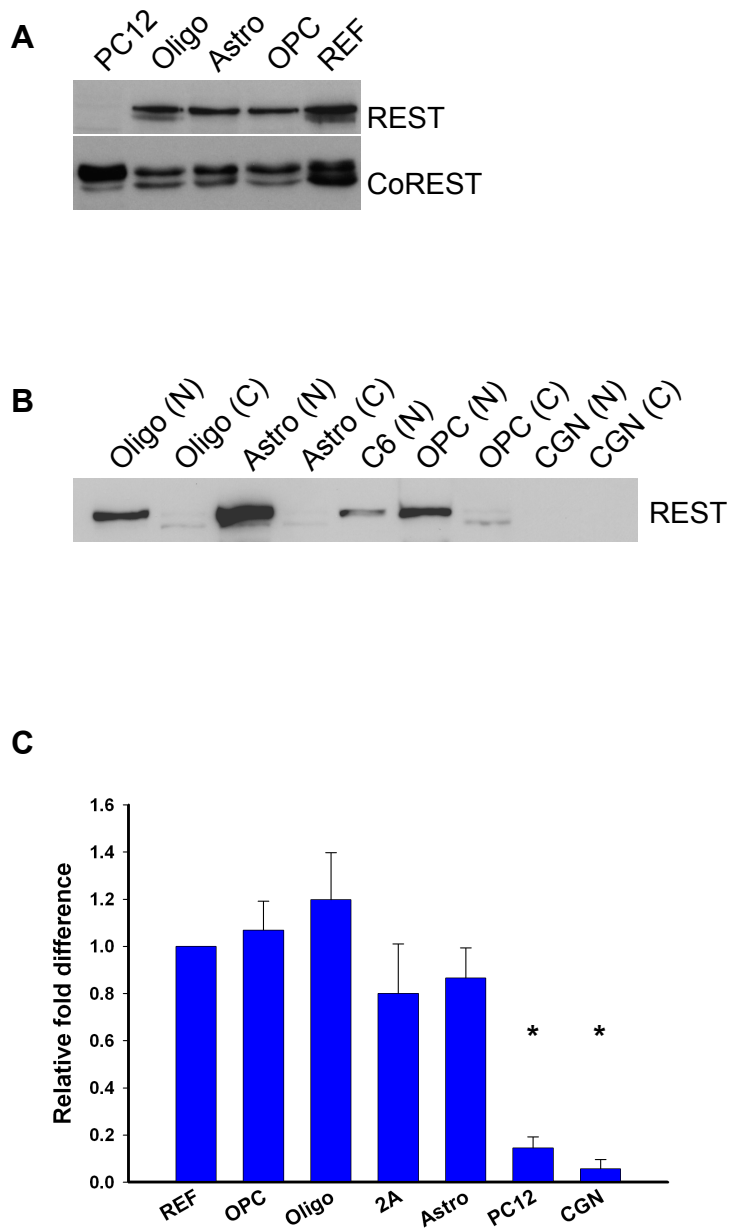 A
PC12 Oligo Astro OPC REF
REST
CoREST
B
Oligo (N) Oligo (C) Astro (N) Astro (C) C6 (N) OPC (N) OPC (C) CGN (N) CGN (C)
REST
C
Relative fold difference
1.6
1.4
1.2
1.0
0.8
0.6
0.4
0.2
0.0
* *
REF OPC Oligo 2A Astro PC12 CGN